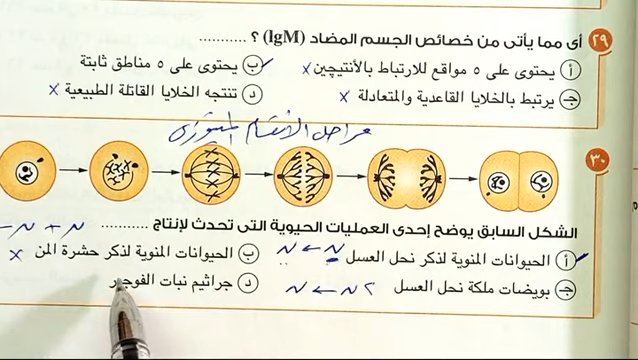 ٢٩ أى مما يأتى من خصائص الجسم المضاد (IgM) ؟ ..........
أ يحتوى على ٥ مواقع للارتباط بالأنتيچين x
ب يحتوى على ٥ مناطق ثابتة
ج يرتبط بالخلايا القاعدية والمتعادلة x
د تنتجه الخلايا القاتلة الطبيعية x
مراحل الانقسام الميتوزى
٣٠
الشكل السابق يوضح إحدى العمليات الحيوية التى تحدث لإنتاج ..........
أ الحيوانات المنوية لذكر نحل العسل ن ← ن
ب الحيوانات المنوية لذكر حشرة المن x
ج بويضات ملكة نحل العسل ٢ن ← ن
د جراثيم نبات الفوجير